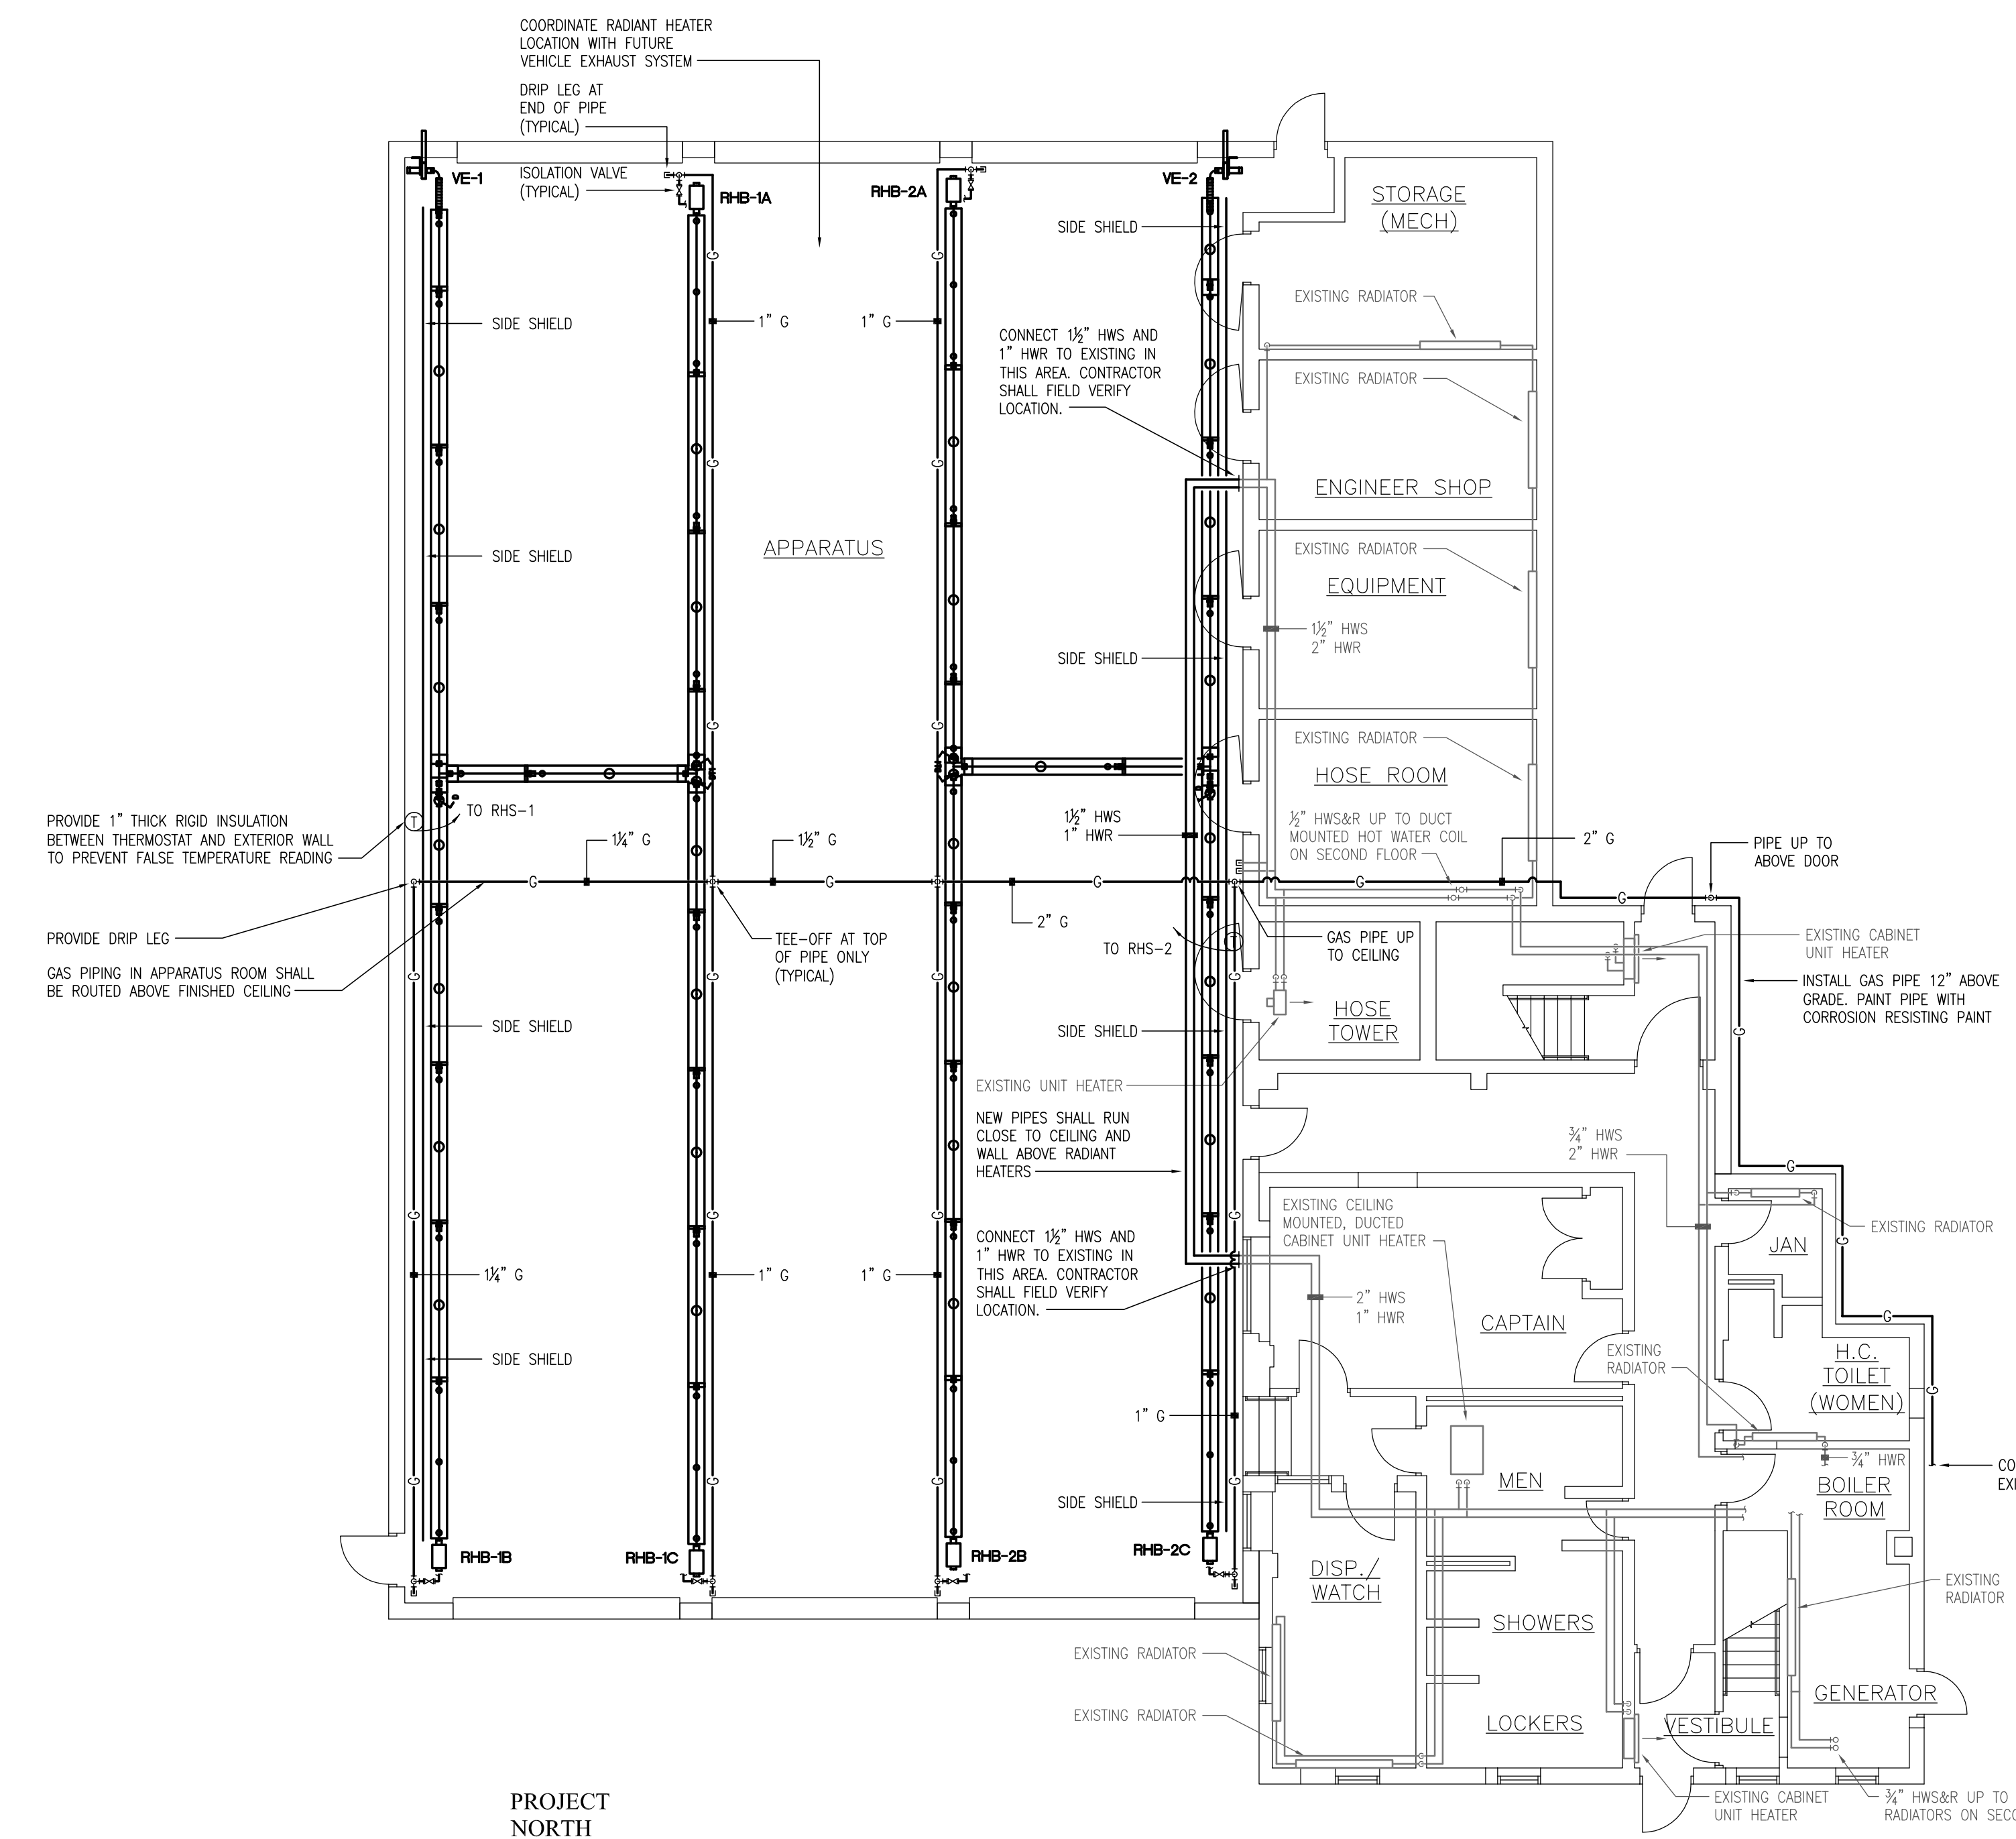 COORDINATE RADIANT HEATER
LOCATION WITH FUTURE
VEHICLE EXHAUST SYSTEM
DRIP LEG AT
END OF PIPE
(TYPICAL)
ISOLATION VALVE
(TYPICAL)
VE-1
RHB-1A
RHB-2A
VE-2
SIDE SHIELD
STORAGE
(MECH)
EXISTING RADIATOR
SIDE SHIELD
G
G
1" G
1" G
CONNECT 1½" HWS AND
1" HWR TO EXISTING IN
THIS AREA. CONTRACTOR
SHALL FIELD VERIFY
LOCATION.
EXISTING RADIATOR
G
G
ENGINEER SHOP
SIDE SHIELD
APPARATUS
EXISTING RADIATOR
EQUIPMENT
1½" HWS
2" HWR
SIDE SHIELD
G
G
EXISTING RADIATOR
HOSE ROOM
T
TO RHS-1
PROVIDE 1" THICK RIGID INSULATION
BETWEEN THERMOSTAT AND EXTERIOR WALL
TO PREVENT FALSE TEMPERATURE READING
1¼" G
1½" G
1½" HWS
1" HWR
½" HWS&R UP TO DUCT
MOUNTED HOT WATER COIL
ON SECOND FLOOR
2" G
PIPE UP TO
ABOVE DOOR
G
G
G
G
G
2" G
PROVIDE DRIP LEG
GAS PIPING IN APPARATUS ROOM SHALL
BE ROUTED ABOVE FINISHED CEILING
TEE-OFF AT TOP
OF PIPE ONLY
(TYPICAL)
TO RHS-2
T
GAS PIPE UP
TO CEILING
EXISTING CABINET
UNIT HEATER
INSTALL GAS PIPE 12" ABOVE
GRADE. PAINT PIPE WITH
CORROSION RESISTING PAINT
G
G
G
G
G
SIDE SHIELD
SIDE SHIELD
HOSE
TOWER
EXISTING UNIT HEATER
NEW PIPES SHALL RUN
CLOSE TO CEILING AND
WALL ABOVE RADIANT
HEATERS
¾" HWS
2" HWR
G
EXISTING CEILING
MOUNTED, DUCTED
CABINET UNIT HEATER
EXISTING RADIATOR
G
G
G
G
G
JAN
CONNECT 1½" HWS AND
1" HWR TO EXISTING IN
THIS AREA. CONTRACTOR
SHALL FIELD VERIFY
LOCATION.
1¼" G
1" G
1" G
2" HWS
1" HWR
CAPTAIN
G
SIDE SHIELD
EXISTING
RADIATOR
H.C.
TOILET
(WOMEN)
G
1" G
¾" HWR
MEN
BOILER
ROOM
G
G
G
G
SIDE SHIELD
RHB-1B
RHB-1C
RHB-2B
RHB-2C
DISP./
WATCH
EXISTING
RADIATOR
SHOWERS
EXISTING RADIATOR
GENERATOR
EXISTING RADIATOR
LOCKERS
VESTIBULE
EXISTING CABINET
UNIT HEATER
¾" HWS&R UP TO
RADIATORS ON
PROJECT
NORTH